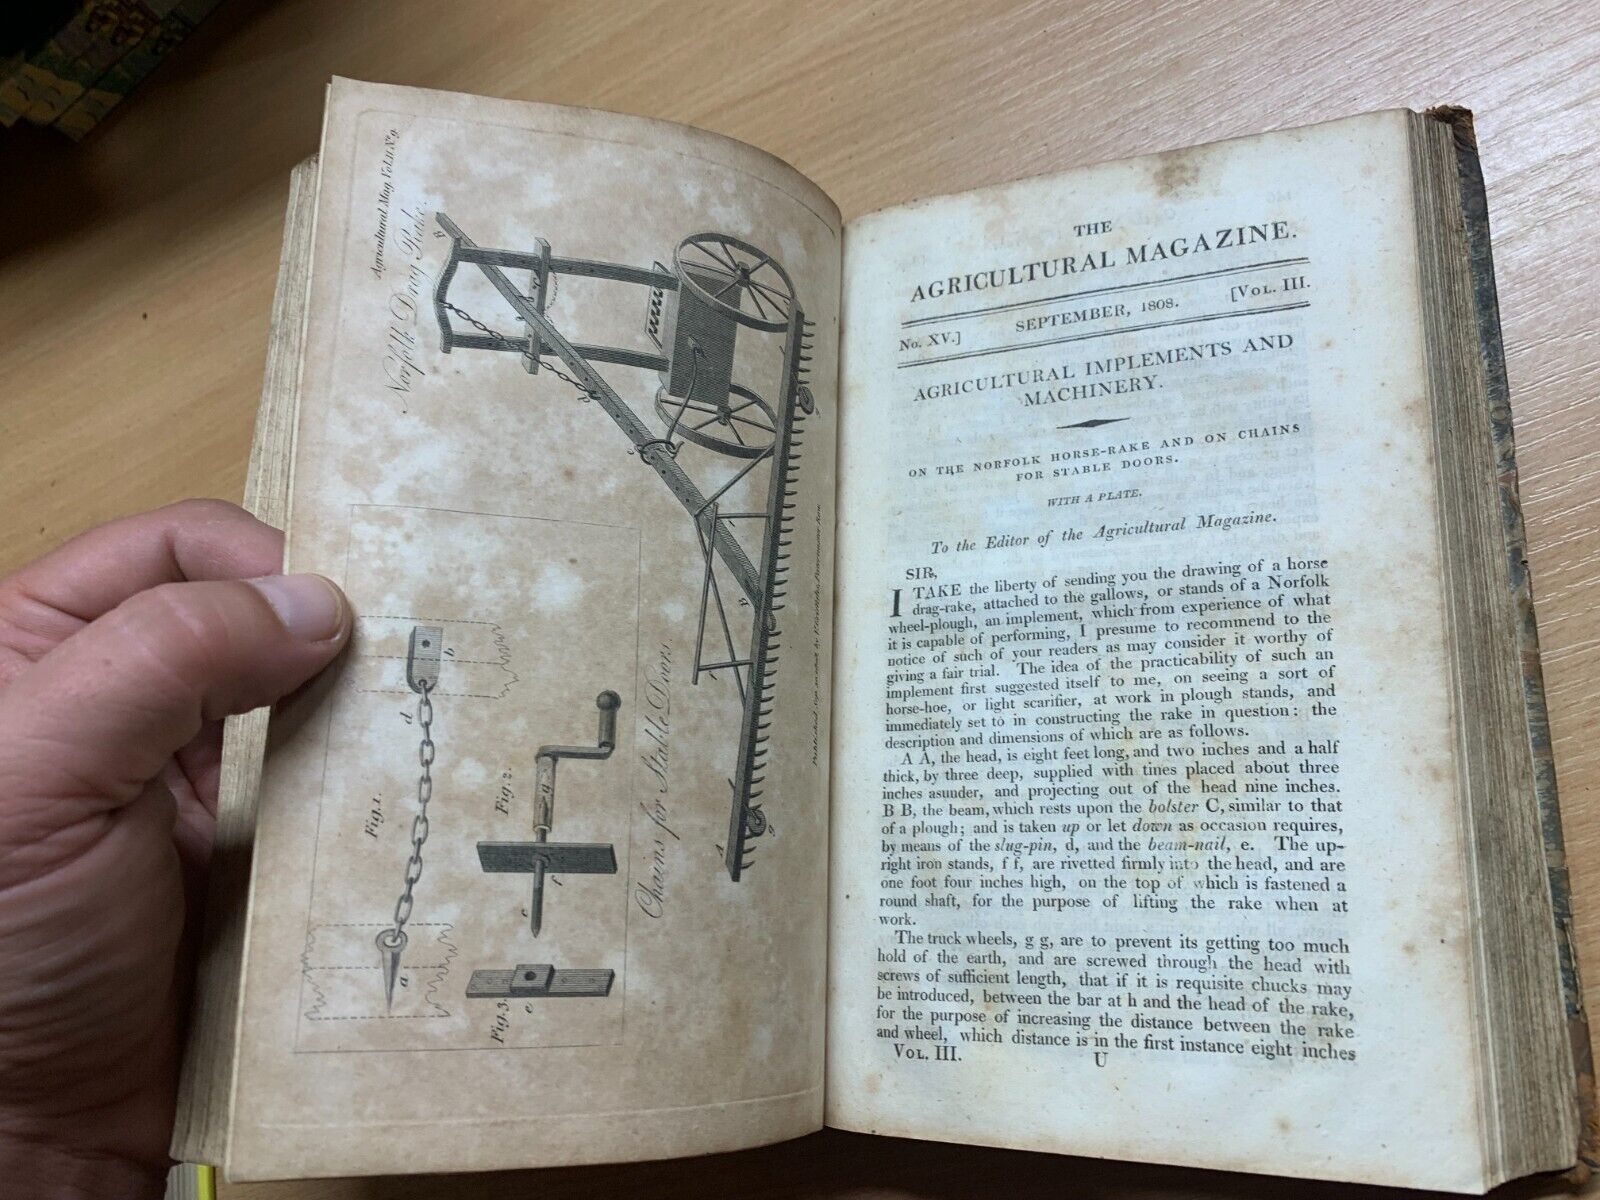 Agricultural Mag. Vol. II. No. 9.
Norfolk Drag Rake.
B
d
c
B
A
g
g
Chains for Stable Doors.
Fig. 1.
a
d
b
Fig. 2.
g
f
c
Fig. 3.
e
THE
AGRICULTURAL MAGAZINE.
No. XV.] SEPTEMBER, 1808. [VOL. III.
AGRICULTURAL IMPLEMENTS AND
MACHINERY.
ON THE NORFOLK HORSE-RAKE AND ON CHAINS
FOR STABLE DOORS.
WITH A PLATE.
To the Editor of the Agricultural Magazine.
SIR,
I TAKE the liberty of sending you the drawing of a horse
drag-rake, attached to the gallows, or stands of a Norfolk
wheel-plough, an implement, which from experience of what
it is capable of performing, I presume to recommend to the
notice of such of your readers as may consider it worthy of
giving a fair trial. The idea of the practicability of such an
implement first suggested itself to me, on seeing a sort of
horse-hoe, or light scarifier, at work in plough stands, and
immediately set to in constructing the rake in question: the
description and dimensions of which are as follows.
A A, the head, is eight feet long, and two inches and a half
thick, by three deep, supplied with tines placed about three
inches asunder, and projecting out of the head nine inches.
B B, the beam, which rests upon the bolster C, similar to that
of a plough; and is taken up or let down as occasion requires,
by means of the slug-pin, d, and the beam-nail, e. The up-
right iron stands, f f, are rivetted firmly into the head, and are
one foot four inches high, on the top of which is fastened a
round shaft, for the purpose of lifting the rake when at
work.
The truck wheels, g g, are to prevent its getting too much
hold of the earth, and are screwed through the head with
screws of sufficient length, that if it is requisite chucks may
be introduced, between the bar at h and the head of the rake,
for the purpose of increasing the distance between the rake
and wheel, which distance is in the first instance eight inches
VOL. III. U